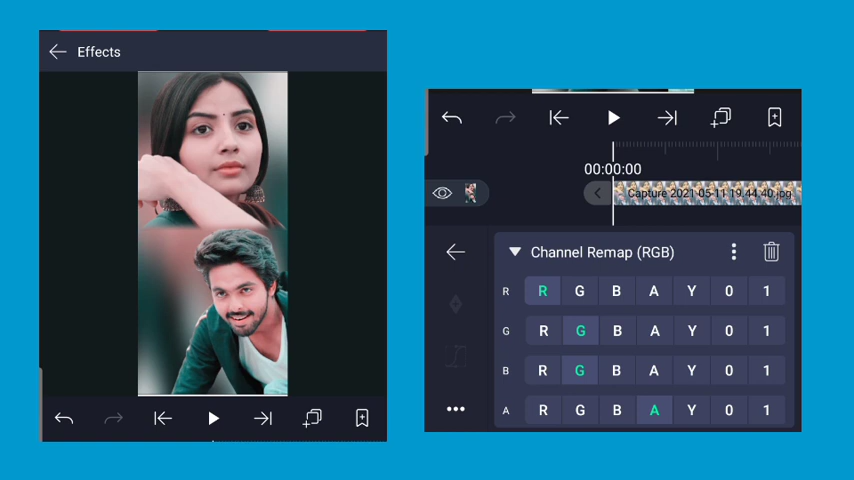 Effects
00:00:00
Capture 2021 05-11 19.44.40.jpg
Channel Remap (RGB)
R R G B A Y 0 1
G R G B A Y 0 1
B R G B A Y 0 1
A R G B A Y 0 1